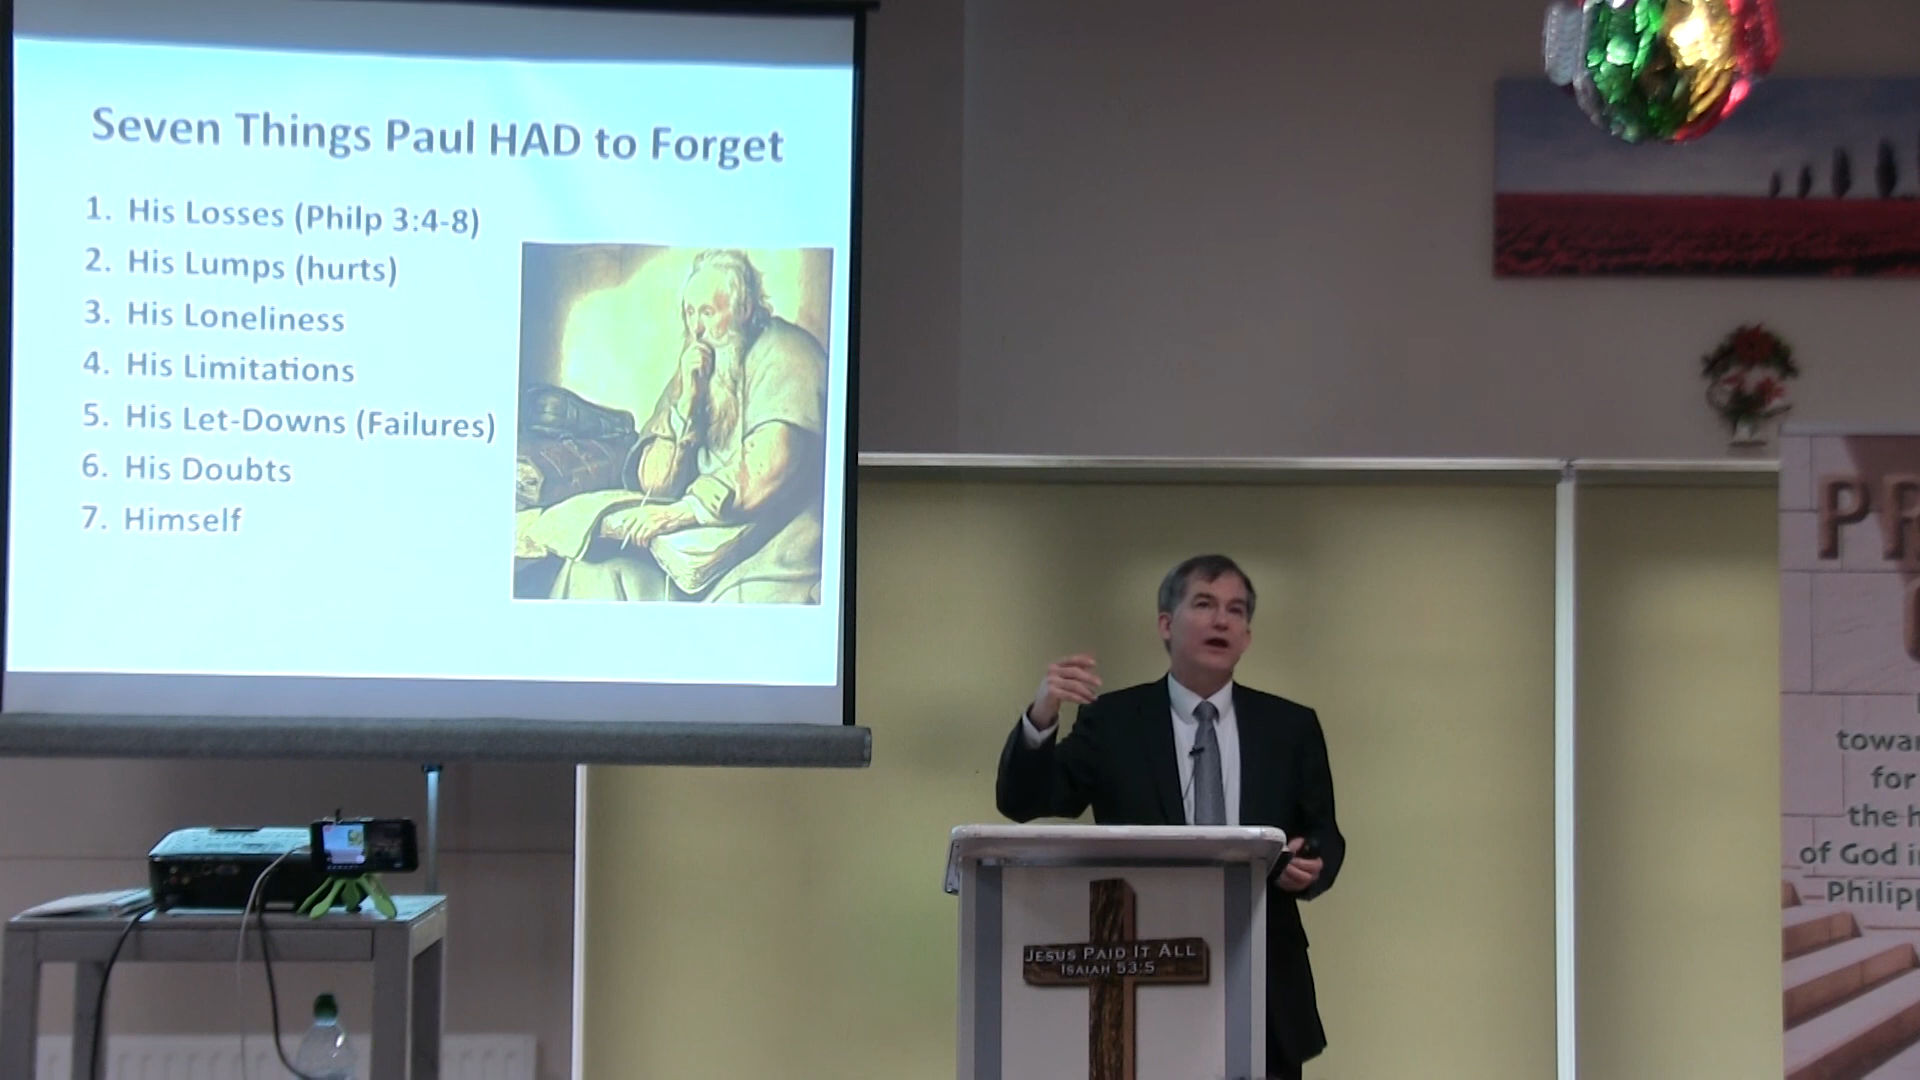 Seven Things Paul HAD to Forget
1. His Losses (Philp 3:4-8)
2. His Lumps (hurts)
3. His Loneliness
4. His Limitations
5. His Let-Downs (Failures)
6. His Doubts
7. Himself
JESUS PAID IT ALL
ISAIAH 53:5
for
the
of God